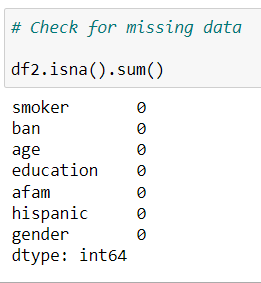 # Check for missing data
df2.isna().sum()
smoker 0
ban 0
age 0
education 0
afam 0
hispanic 0
gender 0
dtype: int64